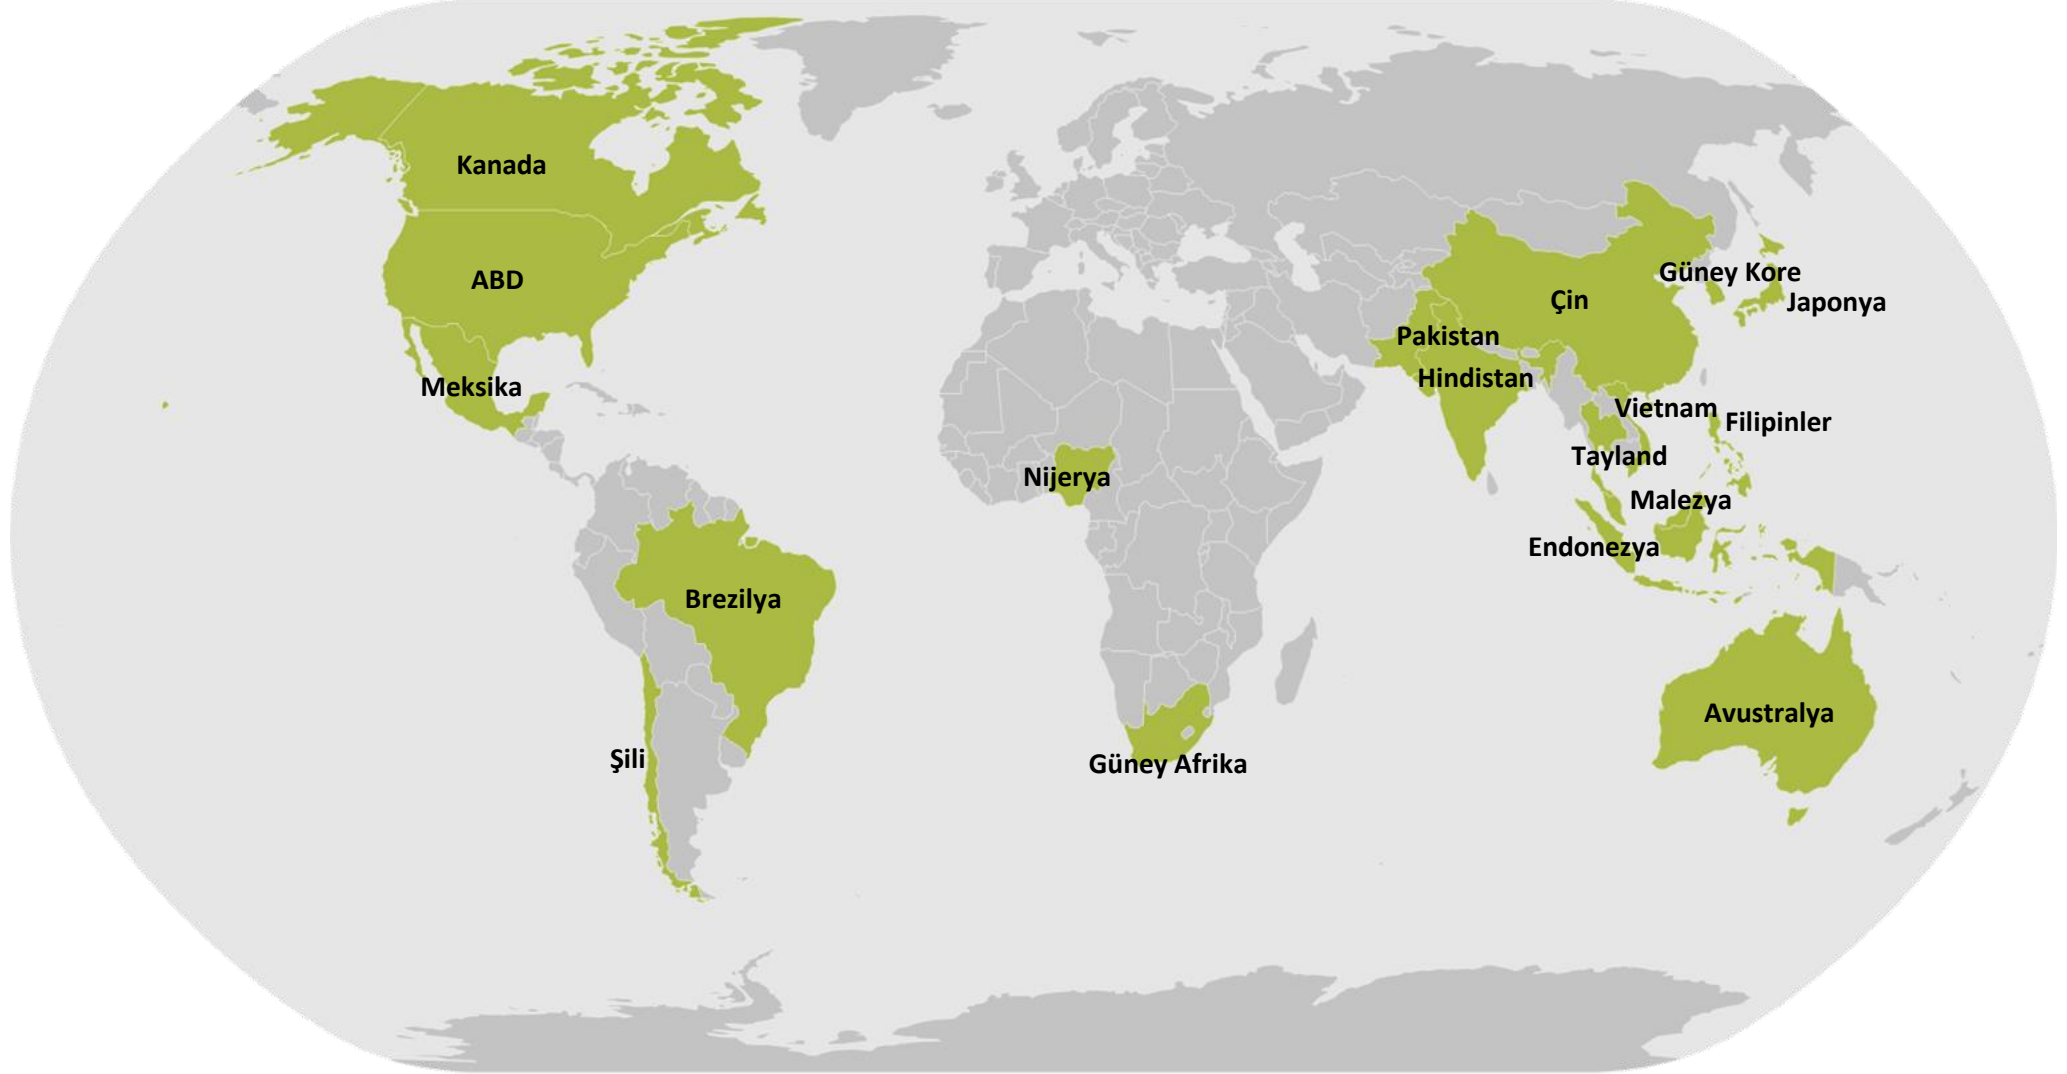 Kanada
ABD
Meksika
Brezilya
Şili
Nijerya
Güney Afrika
Güney Kore
Çin
Japonya
Pakistan
Hindistan
Vietnam
Filipinler
Tayland
Malezya
Endonezya
Avustralya